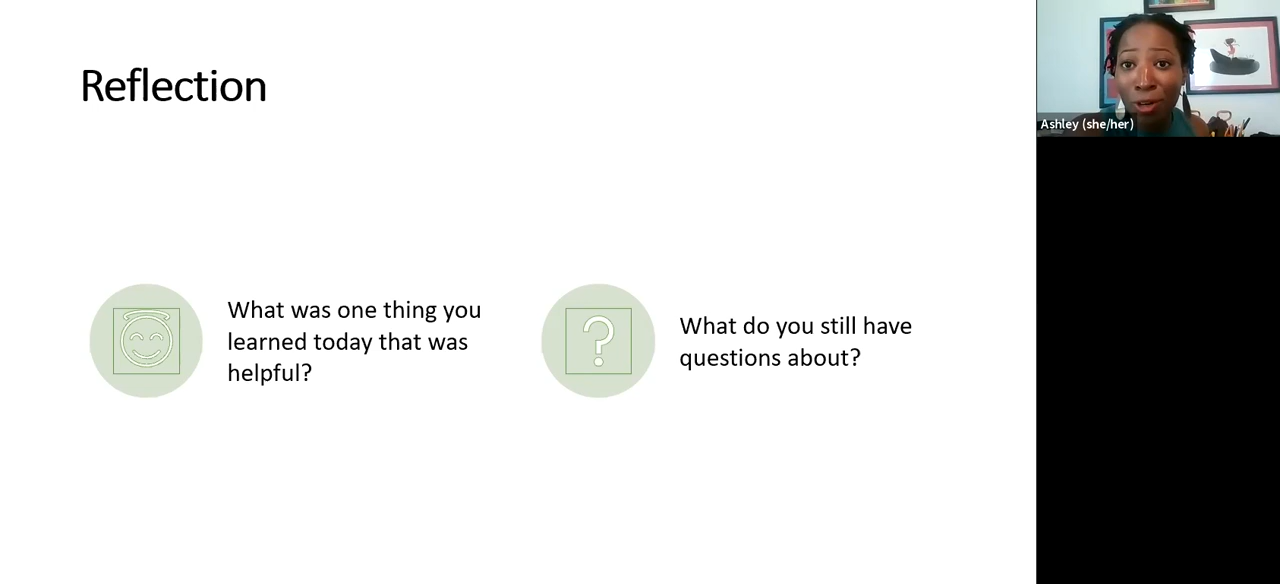 Reflection
What was one thing you
learned today that was
helpful?
What do you still have
questions about?
Ashley (she/her)